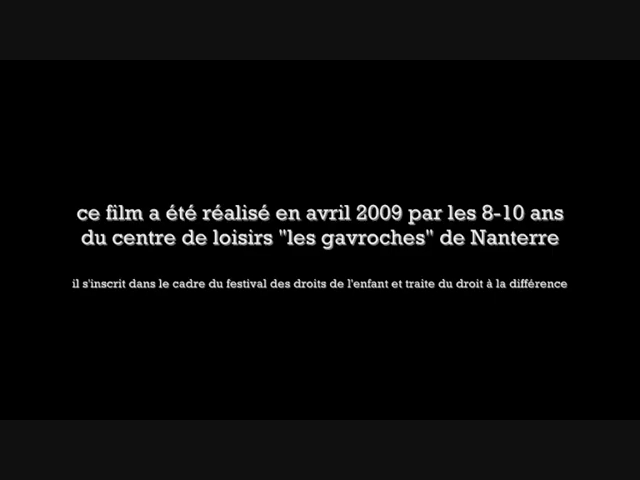 ce film a été réalisé en avril 2009 par les 8-10 ans
du centre de loisirs "les gavroches" de Nanterre
il s'inscrit dans le cadre du festival des droits de l'enfant et traite du droit à la différence